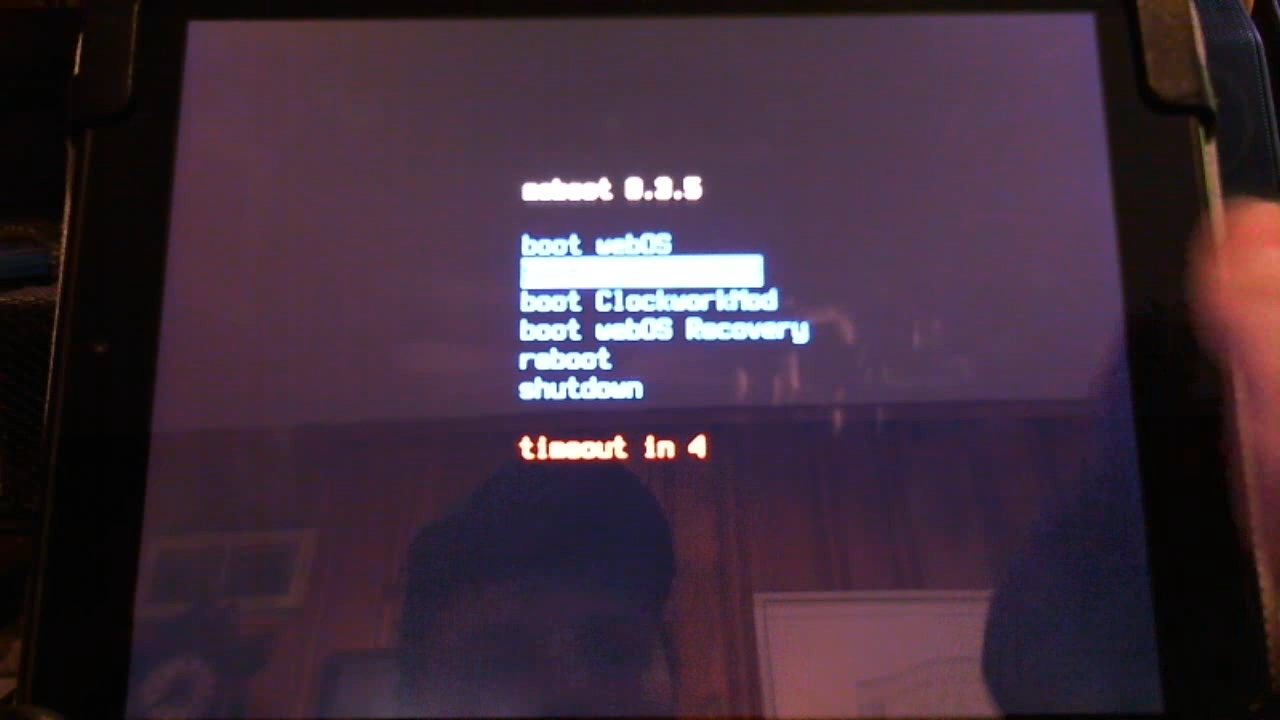 moboot 0.3.5
boot webOS
boot ClockworkMod
boot webOS Recovery
reboot
shutdown
timeout in 4